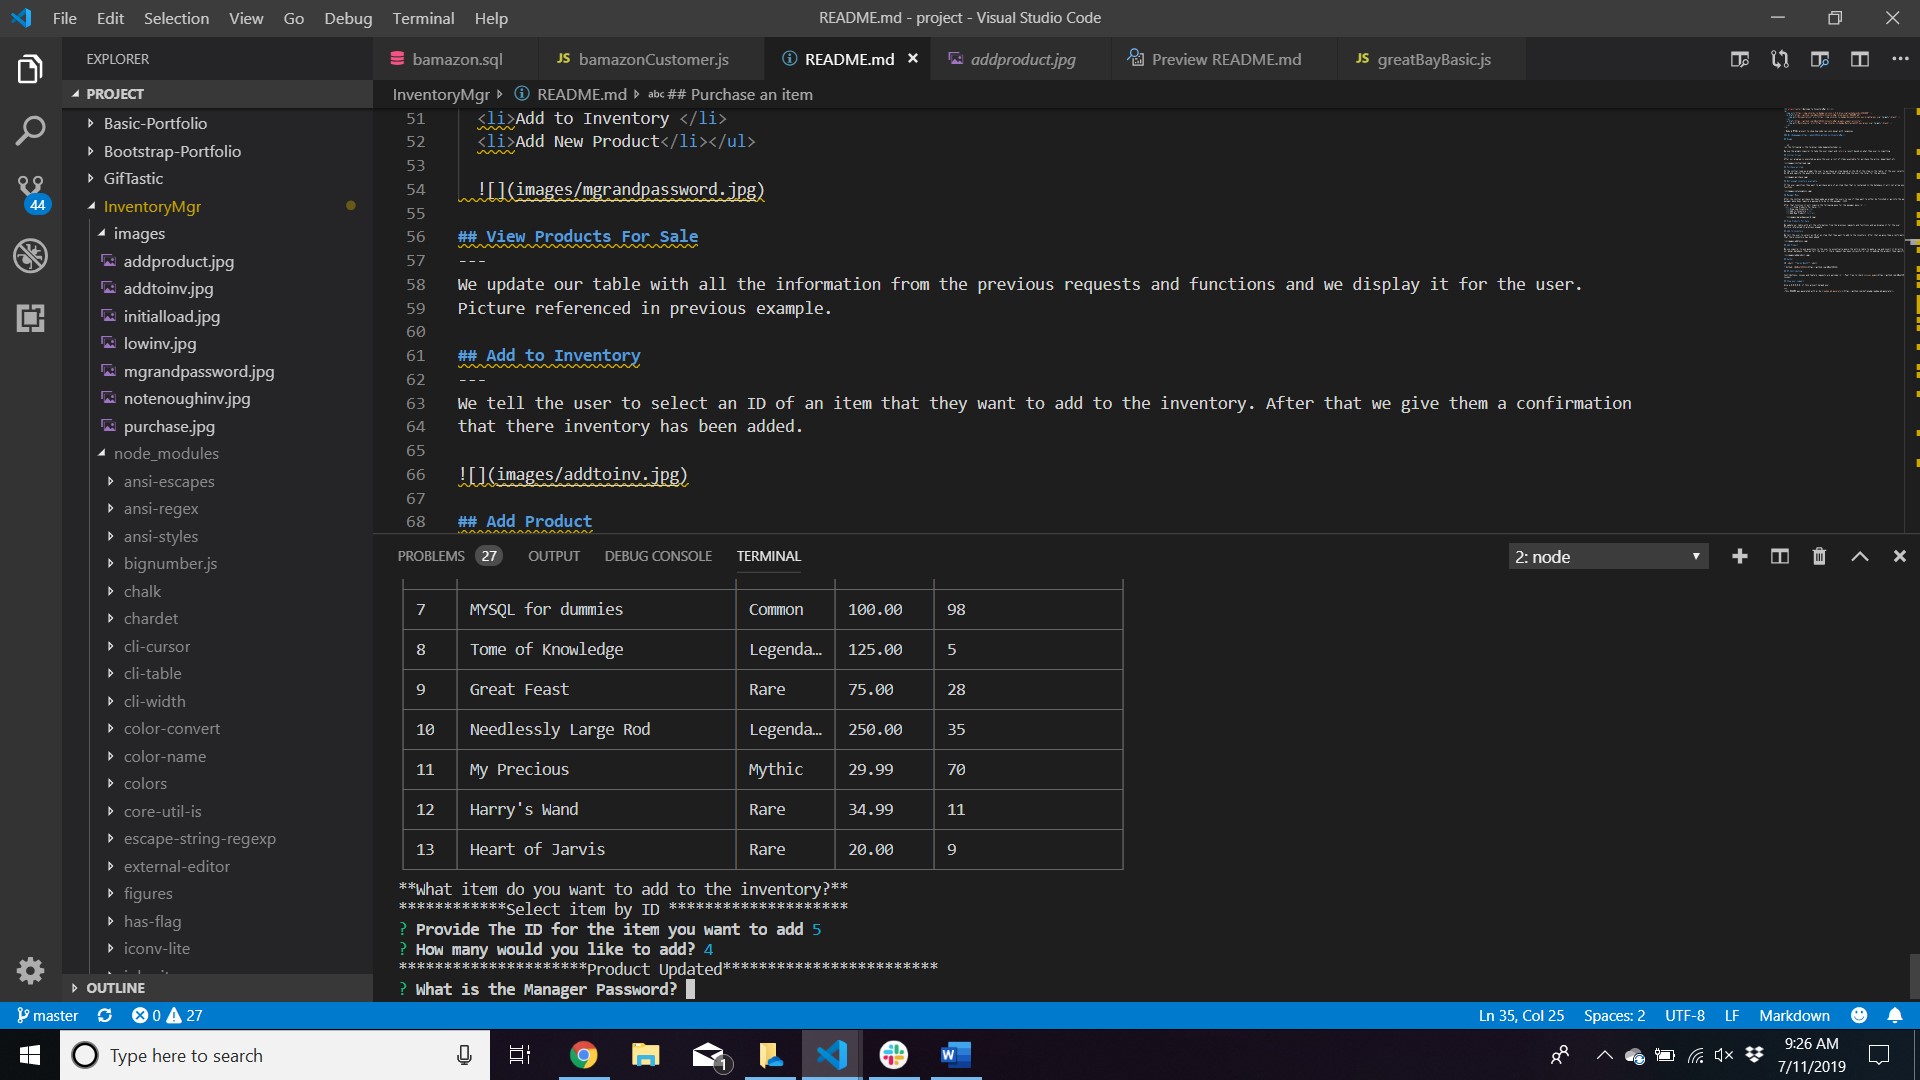 File Edit Selection View Go Debug Terminal Help
README.md - project - Visual Studio Code
EXPLORER
bamazon.sql
JS bamazonCustomer.js
README.md
addproduct.jpg
Preview README.md
JS greatBayBasic.js
PROJECT
InventoryMgr README.md abc ## Purchase an item
Basic-Portfolio
Bootstrap-Portfolio
GifTastic
InventoryMgr
images
addproduct.jpg
addtoinv.jpg
initialload.jpg
lowinv.jpg
mgrandpassword.jpg
notenoughinv.jpg
purchase.jpg
node_modules
ansi-escapes
ansi-regex
ansi-styles
bignumber.js
chalk
chardet
cli-cursor
cli-table
cli-width
color-convert
color-name
colors
core-util-is
escape-string-regexp
external-editor
figures
has-flag
iconv-lite
OUTLINE
44
51 <li>Add to Inventory </li>
52 <li>Add New Product</li></ul>
53
54 ![](images/mgrandpassword.jpg)
55
56 ## View Products For Sale
57 ---
58 We update our table with all the information from the previous requests and functions and we display it for the user.
59 Picture referenced in previous example.
60
61 ## Add to Inventory
62 ---
63 We tell the user to select an ID of an item that they want to add to the inventory. After that we give them a confirmation
64 that there inventory has been added.
65
66 ![](images/addtoinv.jpg)
67
68 ## Add Product
PROBLEMS 27 OUTPUT DEBUG CONSOLE TERMINAL
2: node
7 MYSQL for dummies Common 100.00 98
8 Tome of Knowledge Legenda… 125.00 5
9 Great Feast Rare 75.00 28
10 Needlessly Large Rod Legenda… 250.00 35
11 My Precious Mythic 29.99 70
12 Harry's Wand Rare 34.99 11
13 Heart of Jarvis Rare 20.00 9
**What item do you want to add to the inventory?**
************Select item by ID ********************
? Provide The ID for the item you want to add 5
? How many would you like to add? 4
*********************Product Updated************************
? What is the Manager Password?
master 0 27
Ln 35, Col 25 Spaces: 2 UTF-8 LF Markdown
Type here to search
1
9:26 AM
7/11/2019